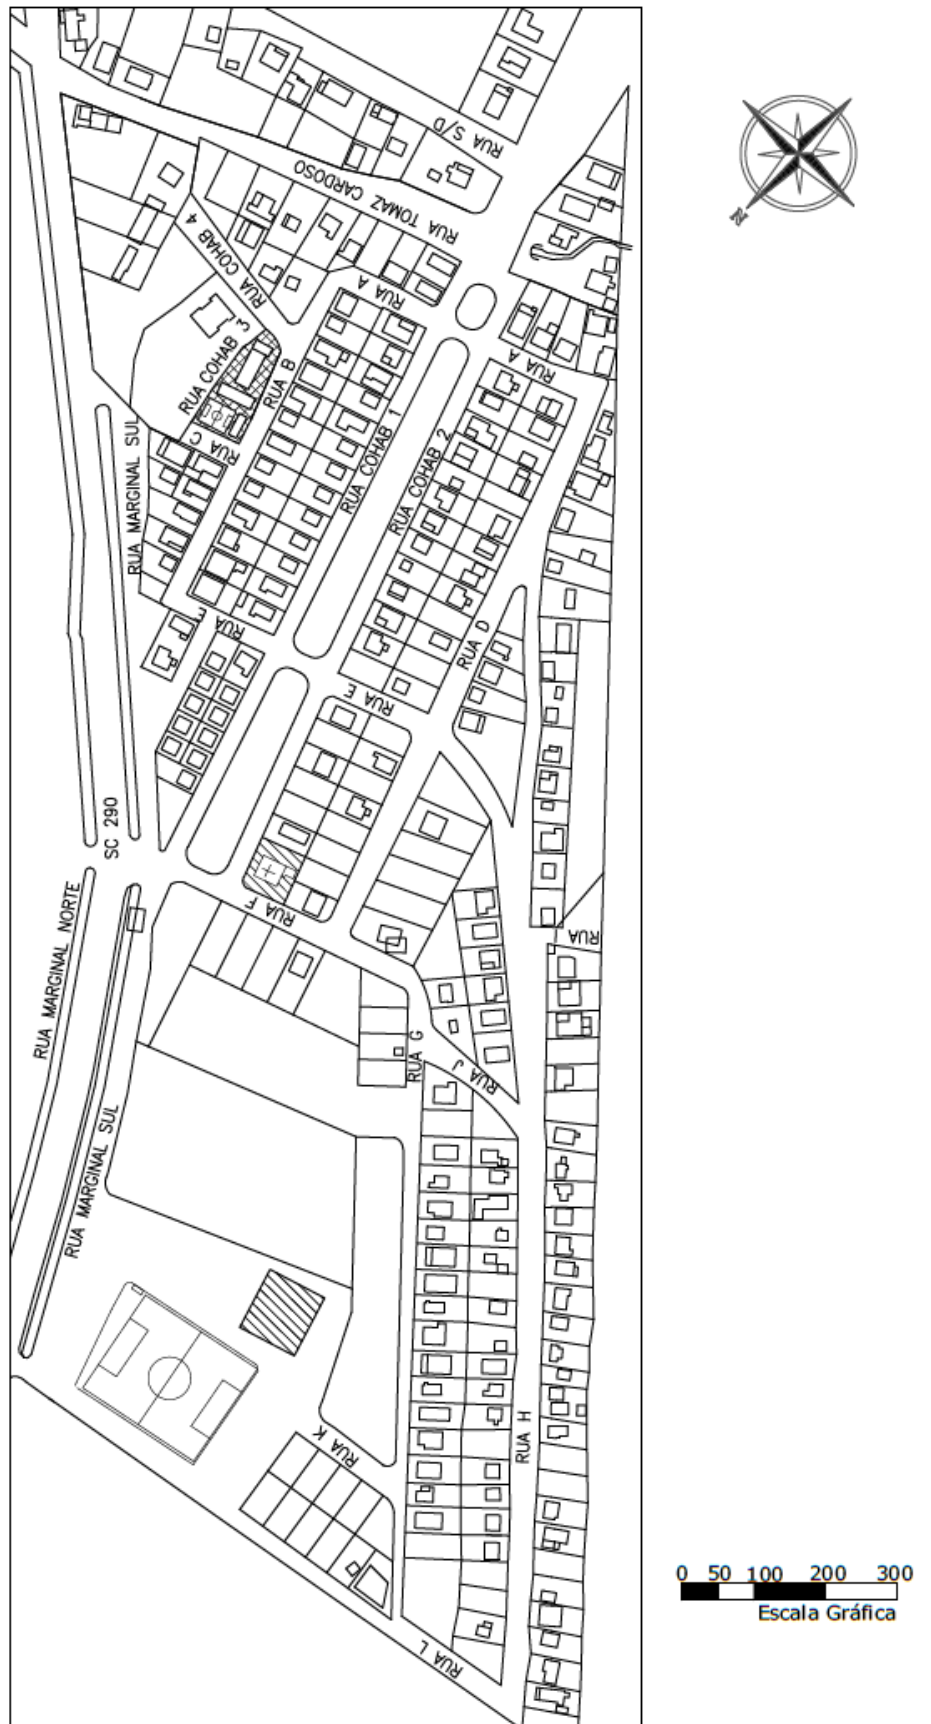 RUA S/D
RUA TOMAZ CARDOSO
N
RUA COHAB 4
RUA A
RUA COHAB 3
RUA B
RUA A
RUA C
RUA MARGINAL SUL
RUA COHAB 1
RUA COHAB 2
RUA E
RUA D
RUA E
SC 290
RUA F
RUA MARGINAL NORTE
RUA
RUA G
RUA J
RUA MARGINAL SUL
RUA K
RUA H
RUA L
0 50 100 200 300
Escala Gráfica